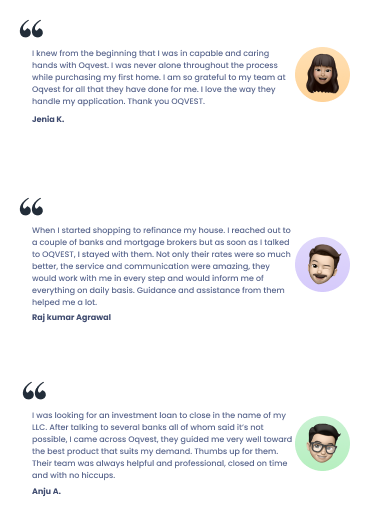 “
I knew from the beginning that I was in capable and caring
hands with Oqvest. I was never alone throughout the process
while purchasing my first home. I am so grateful to my team at
Oqvest for all that they have done for me. I love the way they
handle my application. Thank you OQVEST.
Jenia K.
“
When I started shopping to refinance my house. I reached out to
a couple of banks and mortgage brokers but as soon as I talked
to OQVEST, I stayed with them. Not only their rates were so much
better, the service and communication were amazing, they
would work with me in every step and would inform me of
everything on daily basis. Guidance and assistance from them
helped me a lot.
Raj kumar Agrawal
“
I was looking for an investment loan to close in the name of my
LLC. After talking to several banks all of whom said it’s not
possible, I came across Oqvest, they guided me very well toward
the best product that suits my demand. Thumbs up for them.
Their team was always helpful and professional, closed on time
and with no hiccups.
Anju A.